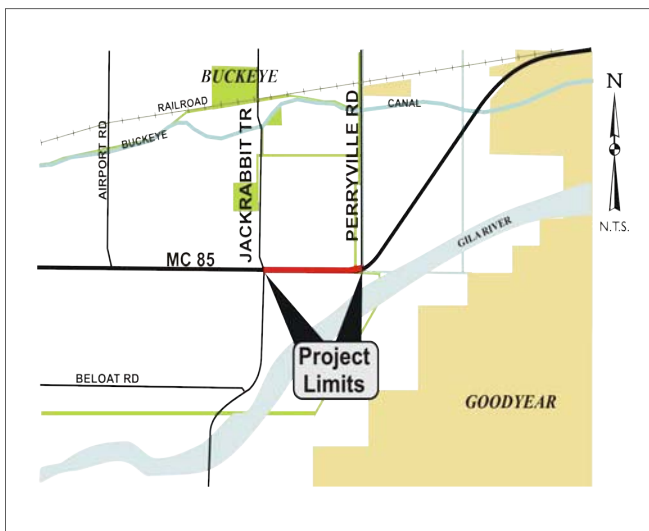 BUCKEYE
RAILROAD
CANAL
BUCKEYE
AIRPORT RD
JACKRABBIT TR
PERRYVILLE RD
N
N.T.S.
GILA RIVER
MC 85
Project
Limits
BELOAT RD
GOODYEAR